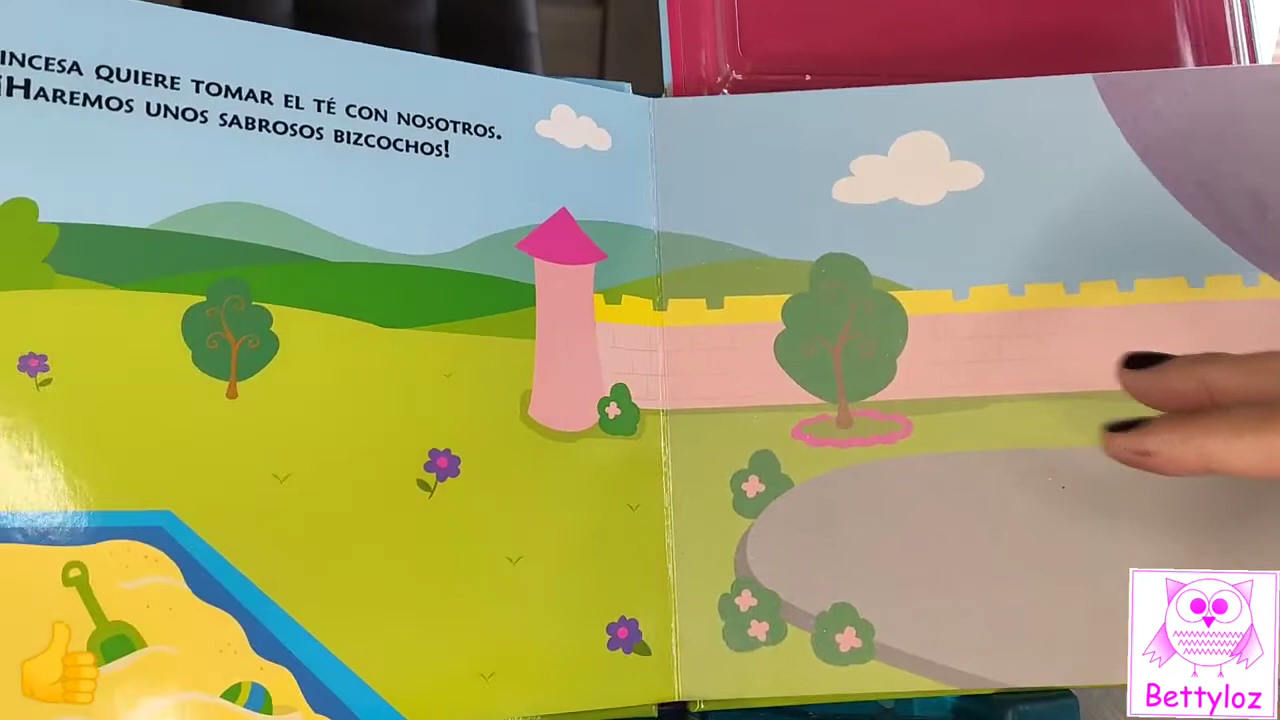 INCESA QUIERE TOMAR EL TÉ CON NOSOTROS.
¡HAREMOS UNOS SABROSOS BIZCOCHOS!
Bettyloz